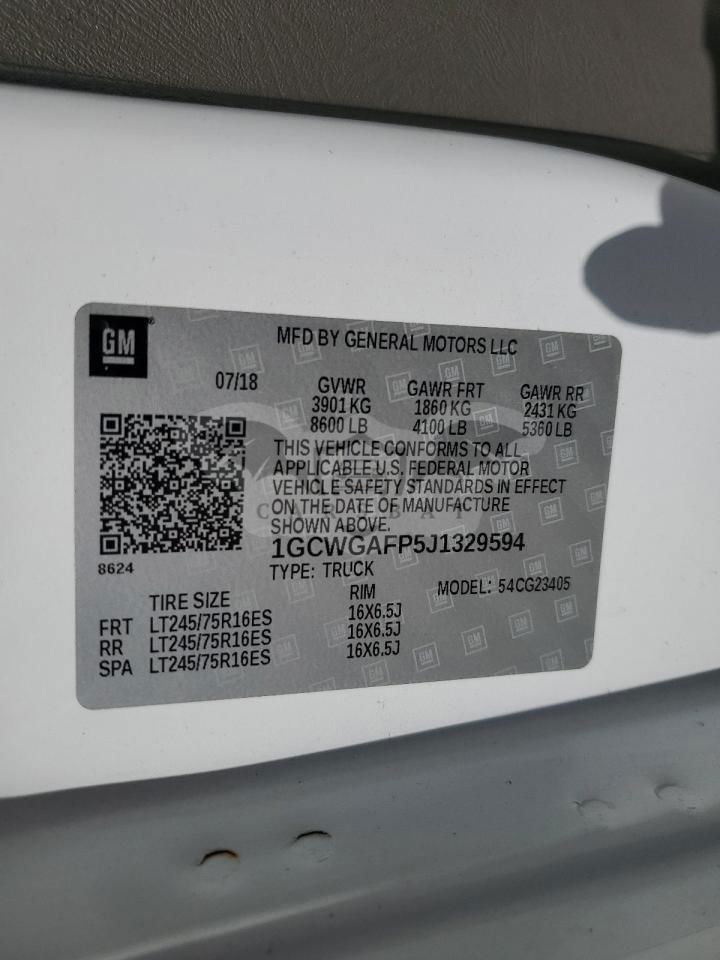 GM
MFD BY GENERAL MOTORS LLC
07/18 GVWR GAWR FRT GAWR RR
3901 KG 1860 KG 2431 KG
8600 LB 4100 LB 5360 LB
THIS VEHICLE CONFORMS TO ALL
APPLICABLE U.S. FEDERAL MOTOR
VEHICLE SAFETY STANDARDS IN EFFECT
ON THE DATE OF MANUFACTURE
SHOWN ABOVE.
1GCWGAFP5J1329594
8624
TYPE: TRUCK MODEL: 54CG23405
TIRE SIZE RIM
FRT LT245/75R16ES 16X6.5J
RR LT245/75R16ES 16X6.5J
SPA LT245/75R16ES 16X6.5J